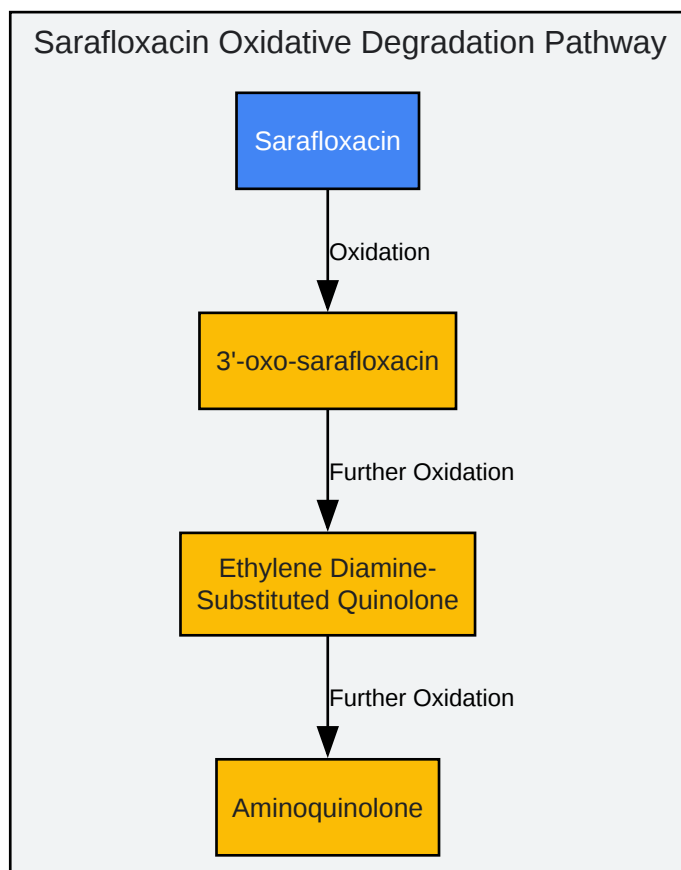 Sarafloxacin Oxidative Degradation Pathway
Sarafloxacin
Oxidation
3'-oxo-sarafloxacin
Further Oxidation
Ethylene Diamine-
Substituted Quinolone
Further Oxidation
Aminoquinolone